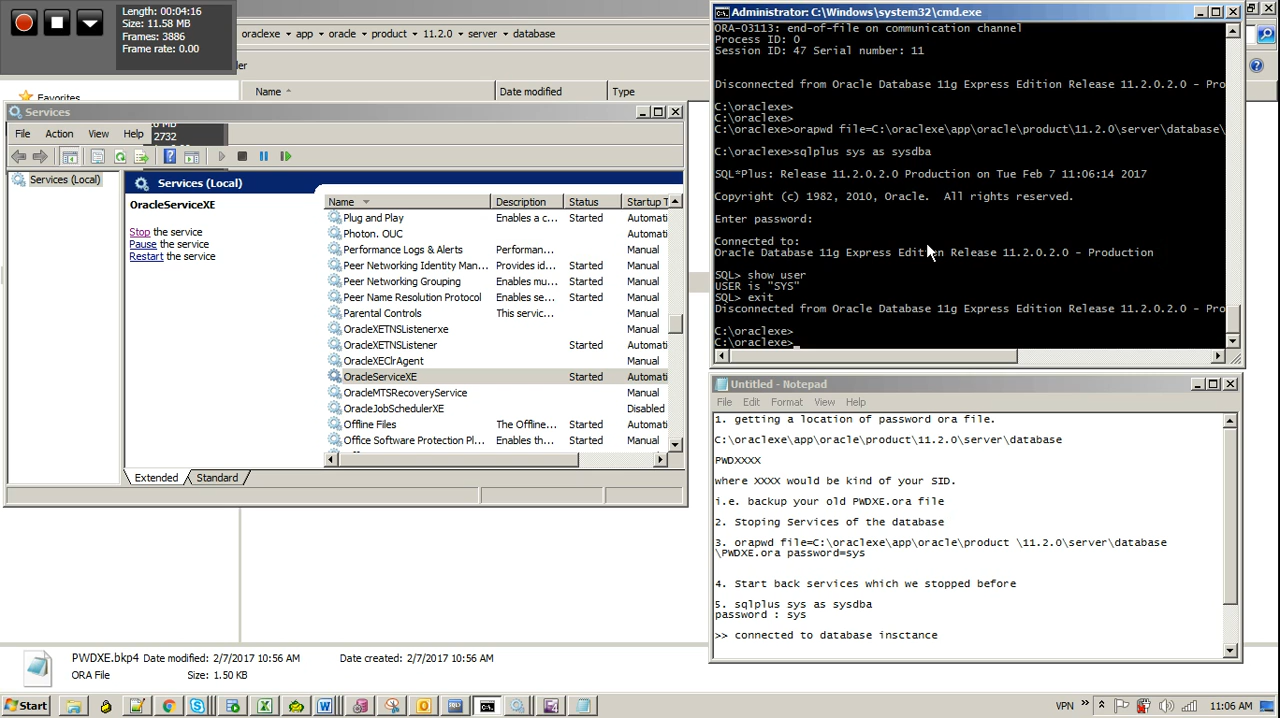 Length: 00:04:16
Size: 11.58 MB
Frames: 3886
Frame rate: 0.00
oraclexe
app
oracle
product
11.2.0
server
database
der
Favorites
Name
Date modified
Type
Services
File
Action
View
Help
2732
Services (Local)
Services (Local)
OracleServiceXE
Stop the service
Pause the service
Restart the service
Name Description Status Startup T
Plug and Play Enables a c... Started Automati
Photon. OUC Automati
Performance Logs & Alerts Performan... Manual
Peer Networking Identity Man... Provides id... Started Manual
Peer Networking Grouping Enables mul... Started Manual
Peer Name Resolution Protocol Enables se... Started Manual
Parental Controls This servic... Manual
OracleXETNSListenerxe Manual
OracleXETNSListener Started Automati
OracleXEClrAgent Manual
OracleServiceXE Started Automati
OracleMTSRecoveryService Manual
OracleJobSchedulerXE Disabled
Offline Files The Offline... Started Automati
Office Software Protection Pl... Enables th... Manual
Extended
Standard
Administrator: C:\Windows\system32\cmd.exe
ORA-03113: end-of-file on communication channel
Process ID: 0
Session ID: 47 Serial number: 11
Disconnected from Oracle Database 11g Express Edition Release 11.2.0.2.0 - Pro
C:\oraclexe>
C:\oraclexe>
C:\oraclexe>orapwd file=C:\oraclexe\app\oracle\product\11.2.0\server\database\
C:\oraclexe>sqlplus sys as sysdba
SQL*Plus: Release 11.2.0.2.0 Production on Tue Feb 7 11:06:14 2017
Copyright (c) 1982, 2010, Oracle. All rights reserved.
Enter password:
Connected to:
Oracle Database 11g Express Edition Release 11.2.0.2.0 - Production
SQL> show user
USER is "SYS"
SQL> exit
Disconnected from Oracle Database 11g Express Edition Release 11.2.0.2.0 - Pro
C:\oraclexe>
C:\oraclexe>
Untitled - Notepad
File Edit Format View Help
1. getting a location of password ora file.
C:\oraclexe\app\oracle\product\11.2.0\server\database
PWDXXXX
where XXXX would be kind of your SID.
i.e. backup your old PWDXE.ora file
2. Stoping Services of the database
3. orapwd file=C:\oraclexe\app\oracle\product \11.2.0\server\database
\PWDXE.ora password=sys
4. Start back services which we stopped before
5. sqlplus sys as sysdba
password : sys
>> connected to database insctance
PWDXE.bkp4 Date modified: 2/7/2017 10:56 AM Date created: 2/7/2017 10:56 AM
ORA File Size: 1.50 KB
Start
VPN
11:06 AM